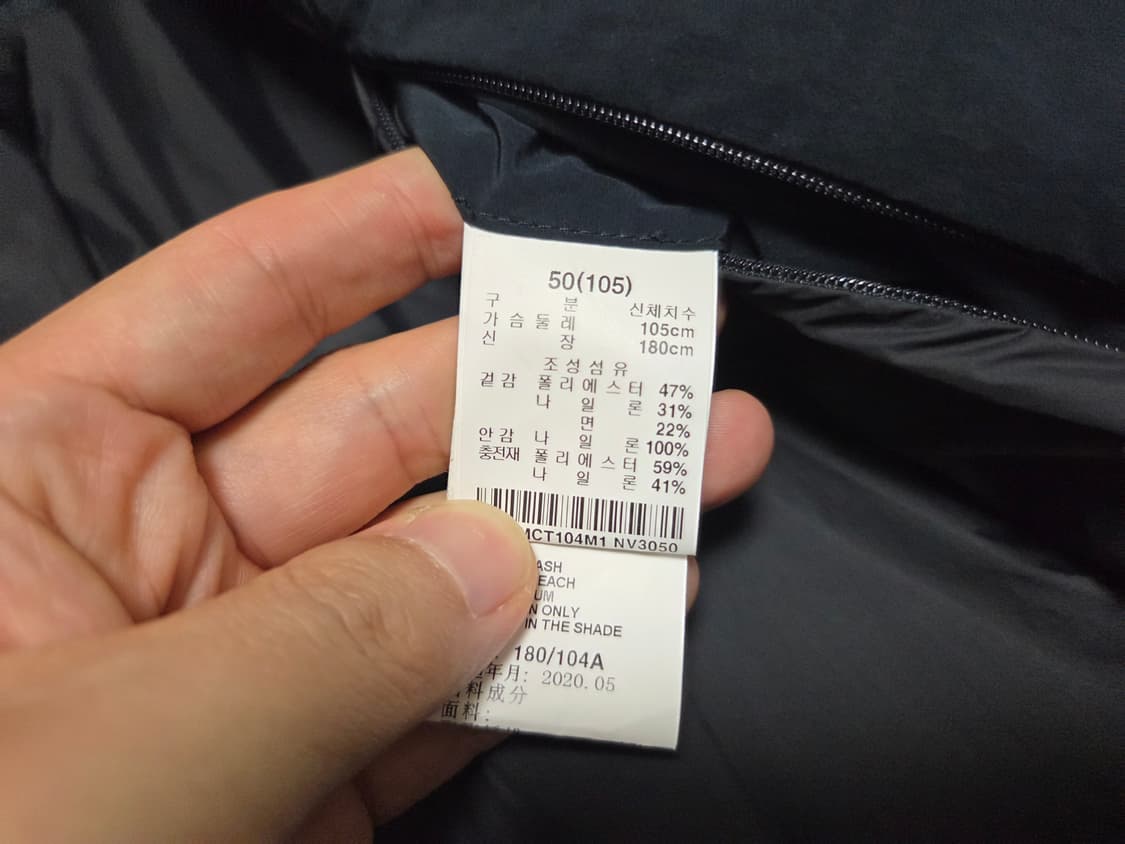 50(105)
구 분 신체치수
가 슴 둘 레 105cm
신 장 180cm
조 성 섬 유
겉 감 폴 리 에 스 터 47%
나 일 론 31%
면 22%
안 감 나 일 론 100%
충전재 폴 리 에 스 터 59%
나 일 론 41%
MCT104M1 NV3050
ASH
EACH
UM
N ONLY
IN THE SHADE
180/104A
年月: 2020.05
料成分
面料: